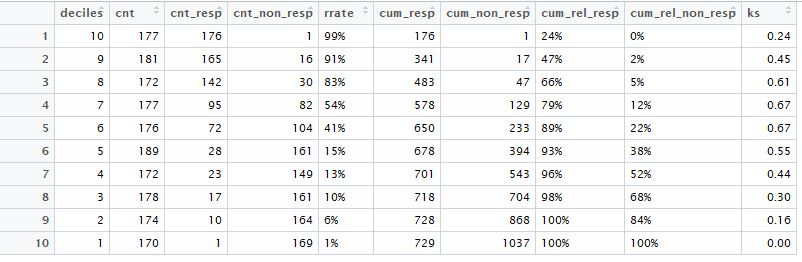 deciles cnt cnt_resp cnt_non_resp rrate cum_resp cum_non_resp cum_rel_resp cum_rel_non_resp ks
1 10 177 176 1 99% 176 1 24% 0% 0.24
2 9 181 165 16 91% 341 17 47% 2% 0.45
3 8 172 142 30 83% 483 47 66% 5% 0.61
4 7 177 95 82 54% 578 129 79% 12% 0.67
5 6 176 72 104 41% 650 233 89% 22% 0.67
6 5 189 28 161 15% 678 394 93% 38% 0.55
7 4 172 23 149 13% 701 543 96% 52% 0.44
8 3 178 17 161 10% 718 704 98% 68% 0.30
9 2 174 10 164 6% 728 868 100% 84% 0.16
10 1 170 1 169 1% 729 1037 100% 100% 0.00